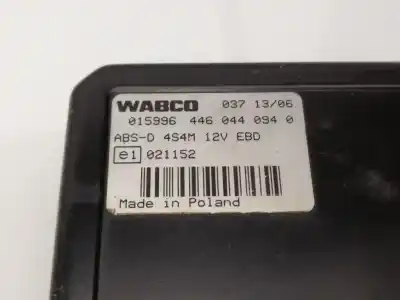 WABCO 037 13/06
015996 446 044 094 0
ABS-D 4S4M 12V EBD
e1 021152
Made in Poland